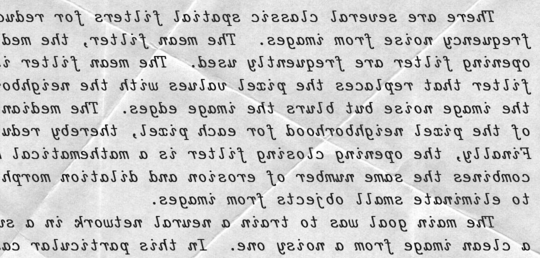 There are several classic spatial filters for reduc
frequency noise from images. The mean filter, the med
opening filter are frequently used. The mean filter i
filter that replaces the pixel values with the neighbo
the image noise but blurs the image edges. The median
of the pixel neighborhood for each pixel, thereby redu
Finally, the opening closing filter is a mathematical
combines the same number of erosion and dilation morph
to eliminate small objects from images.
The main goal was to train a neural network in a su
a clean image from a noisy one. In this particular ca